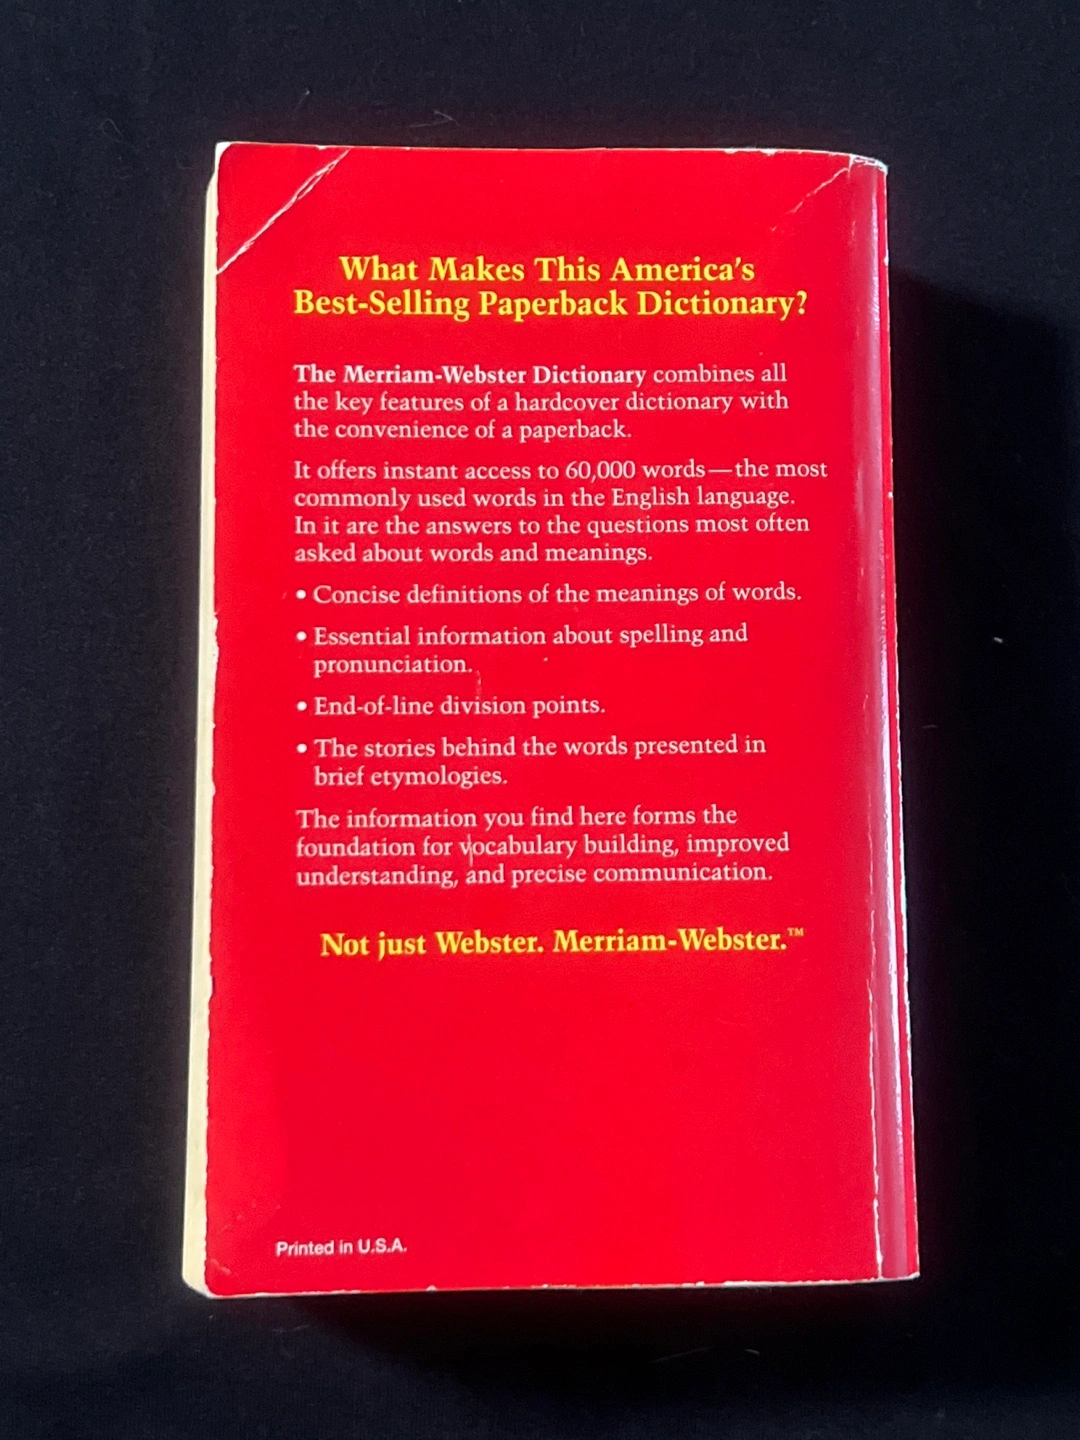 What Makes This America's
Best-Selling Paperback Dictionary?
The Merriam-Webster Dictionary combines all
the key features of a hardcover dictionary with
the convenience of a paperback.
It offers instant access to 60,000 words—the most
commonly used words in the English language.
In it are the answers to the questions most often
asked about words and meanings.
• Concise definitions of the meanings of words.
• Essential information about spelling and
pronunciation.
• End-of-line division points.
• The stories behind the words presented in
brief etymologies.
The information you find here forms the
foundation for vocabulary building, improved
understanding, and precise communication.
Not just Webster. Merriam-Webster.™
Printed in U.S.A.